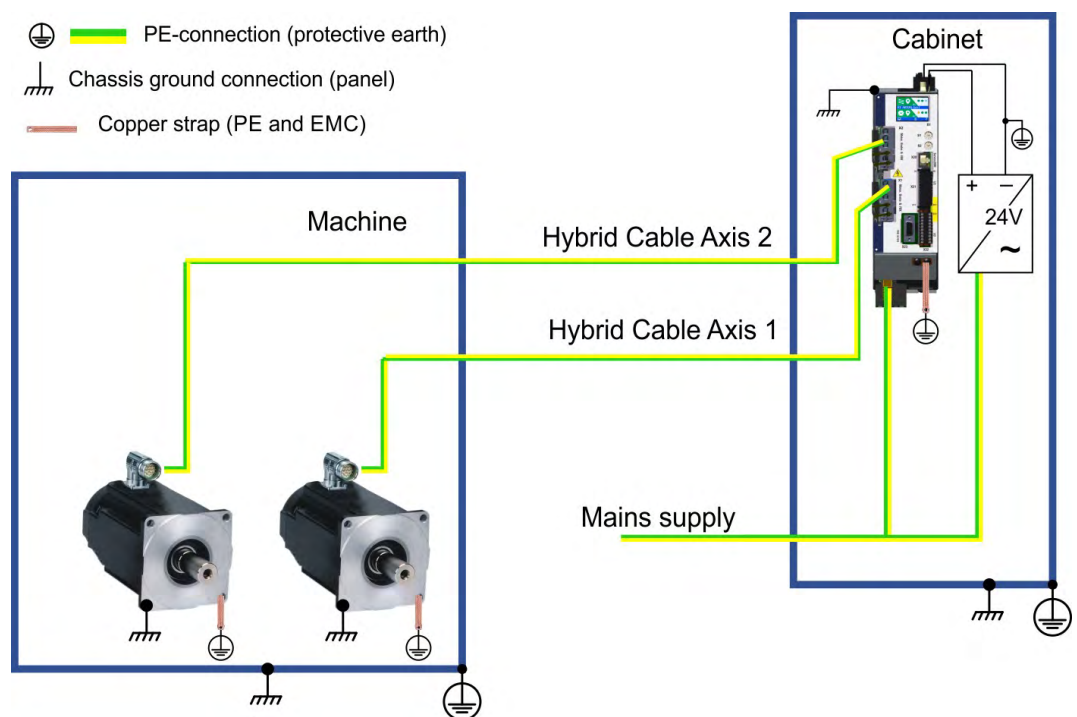 PE-connection (protective earth)
Chassis ground connection (panel)
Copper strap (PE and EMC)
Cabinet
Machine
Hybrid Cable Axis 2
Hybrid Cable Axis 1
+ −
24V
~
Mains supply